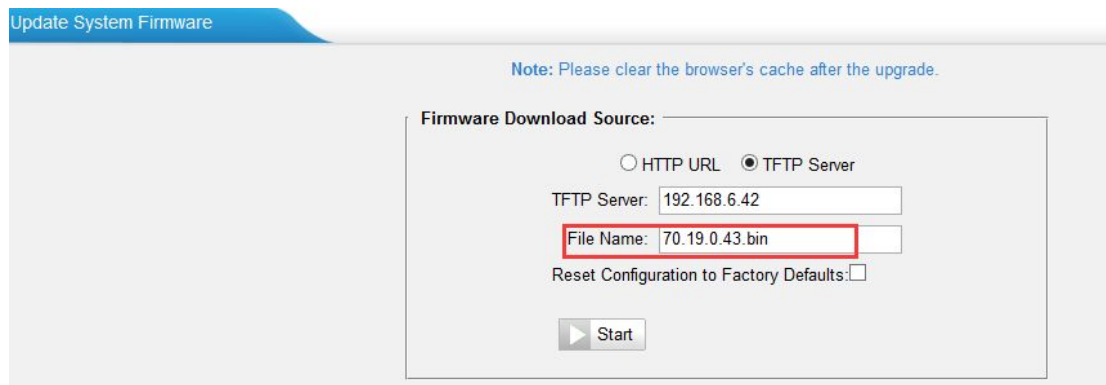 Update System Firmware
Note: Please clear the browser's cache after the upgrade.
Firmware Download Source:
HTTP URL TFTP Server
TFTP Server: 192.168.6.42
File Name: 70.19.0.43.bin
Reset Configuration to Factory Defaults:
Start